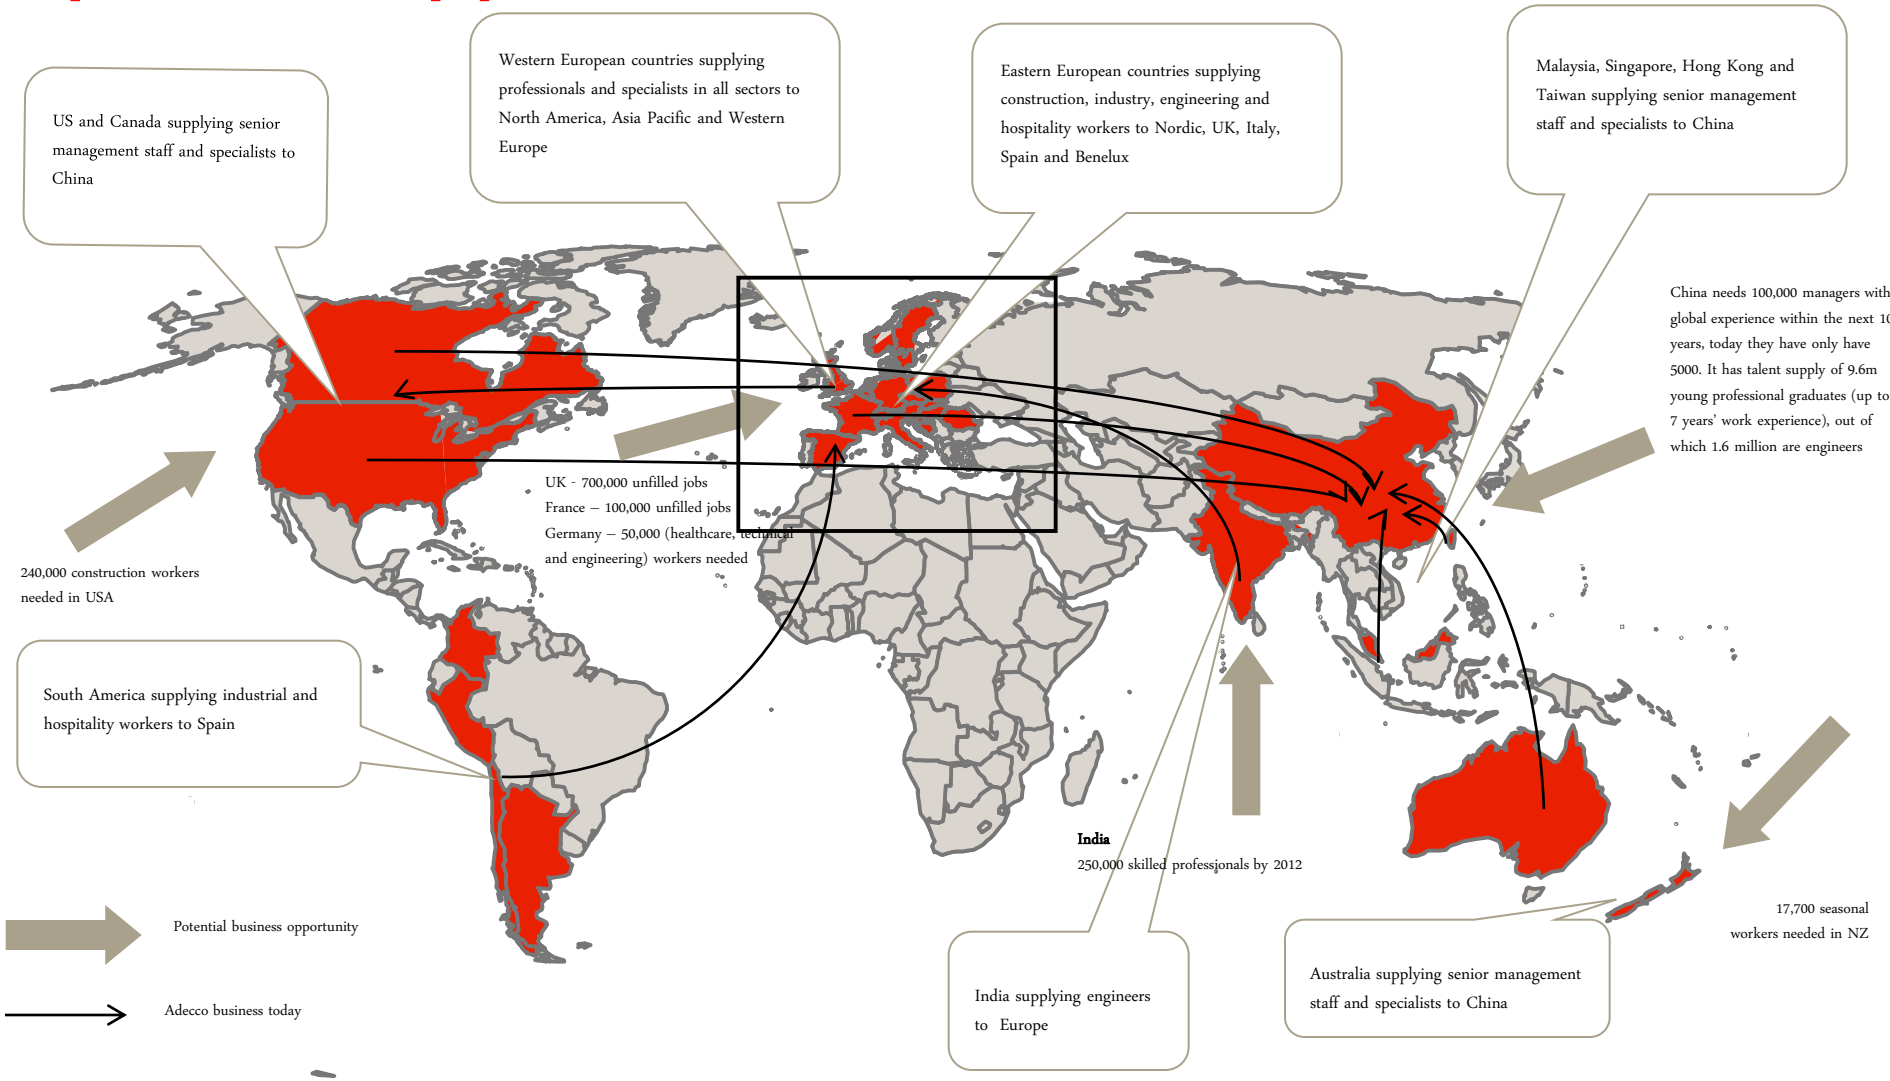 Western European countries supplying
professionals and specialists in all sectors to
North America, Asia Pacific and Western
Europe
Eastern European countries supplying
construction, industry, engineering and
hospitality workers to Nordic, UK, Italy,
Spain and Benelux
Malaysia, Singapore, Hong Kong and
Taiwan supplying senior management
staff and specialists to China
US and Canada supplying senior
management staff and specialists to
China
China needs 100,000 managers with
global experience within the next 10
years, today they have only have
5000. It has talent supply of 9.6m
young professional graduates (up to
7 years' work experience), out of
which 1.6 million are engineers
UK - 700,000 unfilled jobs
France – 100,000 unfilled jobs
Germany – 50,000 (healthcare, technical
and engineering) workers needed
240,000 construction workers
needed in USA
South America supplying industrial and
hospitality workers to Spain
India
250,000 skilled professionals by 2012
17,700 seasonal
workers needed in NZ
Potential business opportunity
India supplying engineers
to Europe
Australia supplying senior management
staff and specialists to China
Adecco business today